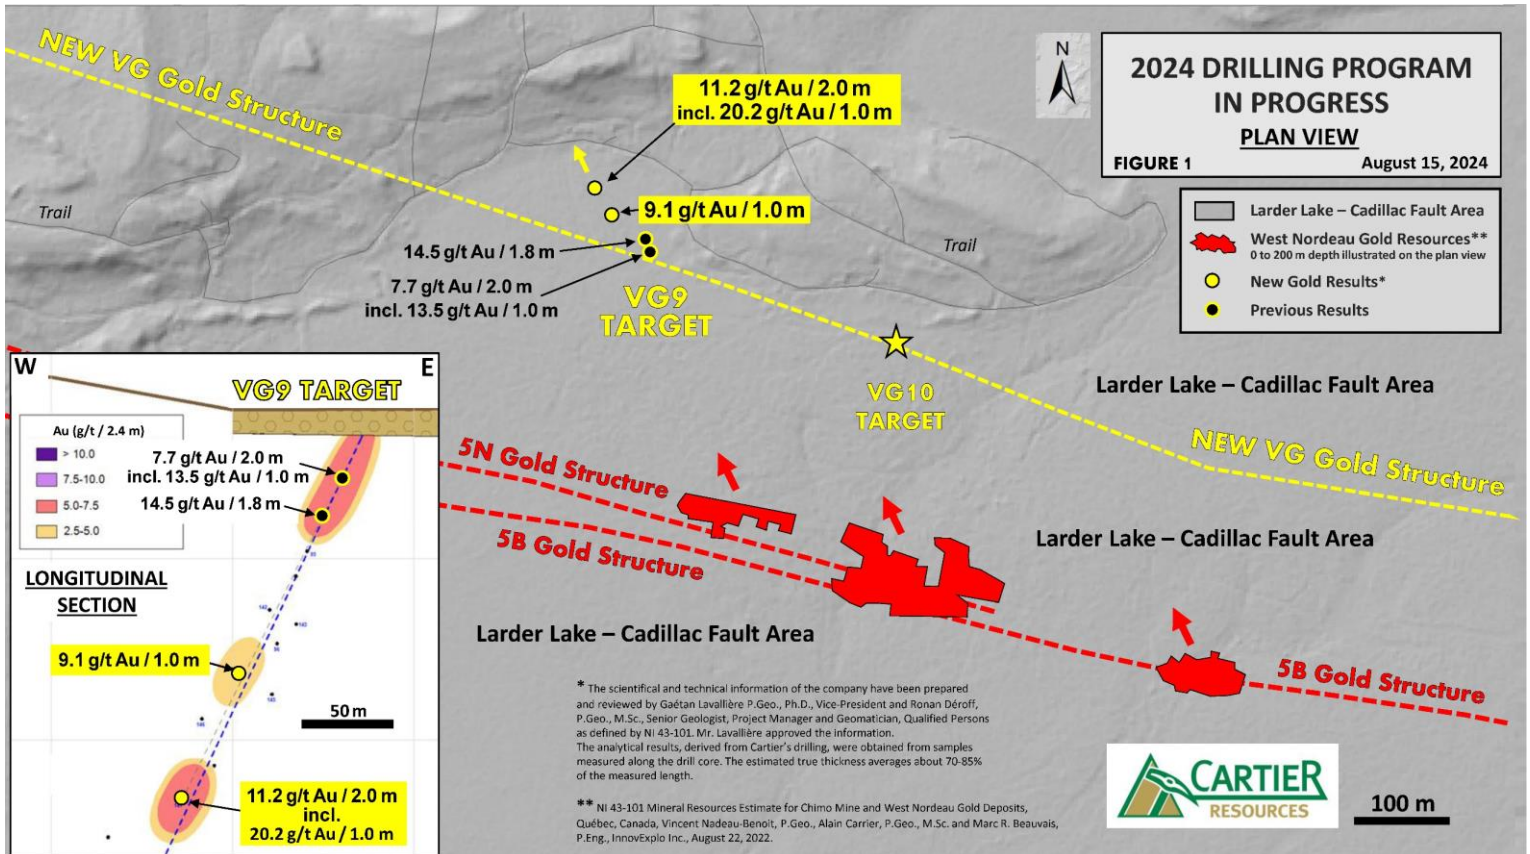 NEW VG Gold Structure
11.2 g/t Au / 2.0 m
incl. 20.2 g/t Au / 1.0 m
N
2024 DRILLING PROGRAM
IN PROGRESS
PLAN VIEW
FIGURE 1
August 15, 2024
Trail
9.1 g/t Au / 1.0 m
14.5 g/t Au / 1.8 m
7.7 g/t Au / 2.0 m
incl. 13.5 g/t Au / 1.0 m
VG9
TARGET
Trail
Larder Lake – Cadillac Fault Area
West Nordeau Gold Resources**
0 to 200 m depth illustrated on the plan view
New Gold Results*
Previous Results
VG10
TARGET
Larder Lake – Cadillac Fault Area
NEW VG Gold Structure
W
E
VG9 TARGET
Au (g/t / 2.4 m)
> 10.0
7.5-10.0
5.0-7.5
2.5-5.0
7.7 g/t Au / 2.0 m
incl. 13.5 g/t Au / 1.0 m
14.5 g/t Au / 1.8 m
LONGITUDINAL
SECTION
9.1 g/t Au / 1.0 m
50 m
11.2 g/t Au / 2.0 m
incl.
20.2 g/t Au / 1.0 m
5N Gold Structure
5B Gold Structure
Larder Lake – Cadillac Fault Area
Larder Lake – Cadillac Fault Area
5B Gold Structure
* The scientifical and technical information of the company have been prepared
and reviewed by Gaétan Lavallière P.Geo., Ph.D., Vice-President and Ronan Déroff,
P.Geo., M.Sc., Senior Geologist, Project Manager and Geomatician, Qualified Persons
as defined by NI 43-101. Mr. Lavallière approved the information.
The analytical results, derived from Cartier's drilling, were obtained from samples
measured along the drill core. The estimated true thickness averages about 70-85%
of the measured length.
** NI 43-101 Mineral Resources Estimate for Chimo Mine and West Nordeau Gold Deposits,
Québec, Canada, Vincent Nadeau-Benoit, P.Geo., Alain Carrier, P.Geo., M.Sc. and Marc R. Beauvais,
P.Eng., InnovExplo Inc., August 22, 2022.
CARTIER
RESOURCES
100 m